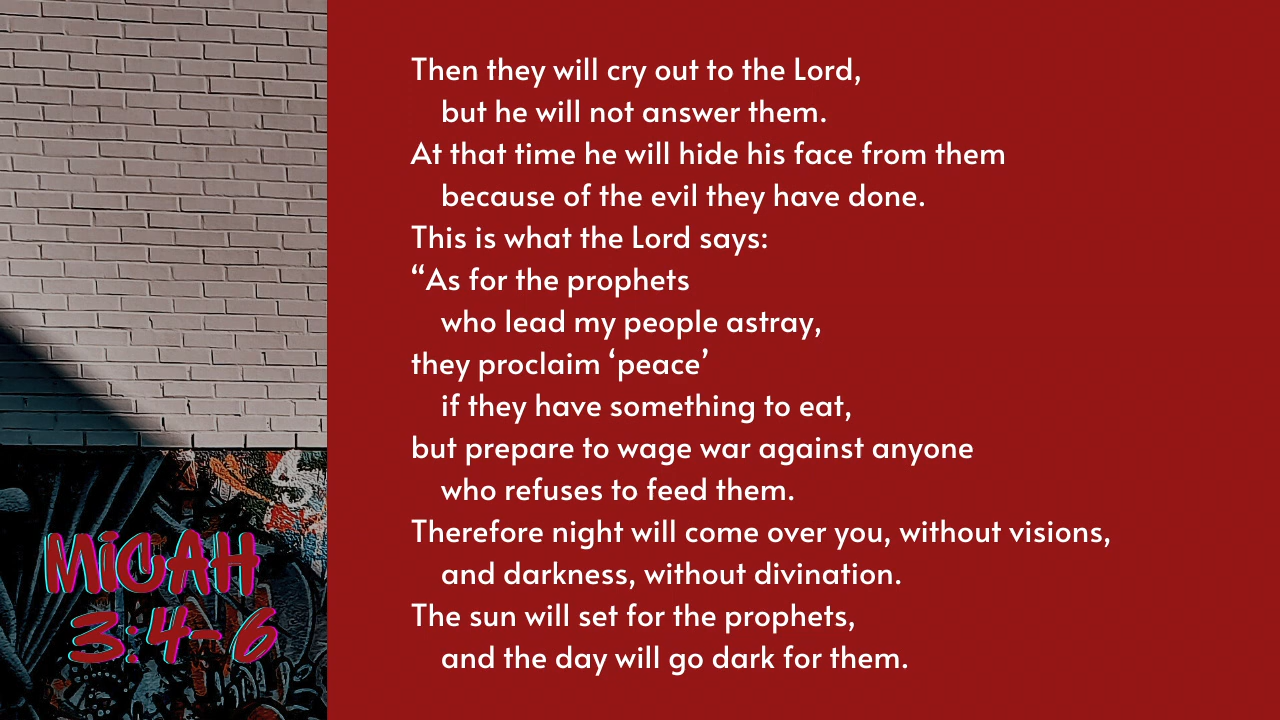 Then they will cry out to the Lord,
but he will not answer them.
At that time he will hide his face from them
because of the evil they have done.
This is what the Lord says:
“As for the prophets
who lead my people astray,
they proclaim ‘peace’
if they have something to eat,
but prepare to wage war against anyone
who refuses to feed them.
Therefore night will come over you, without visions,
and darkness, without divination.
The sun will set for the prophets,
and the day will go dark for them.
MiCAH
3:4-6